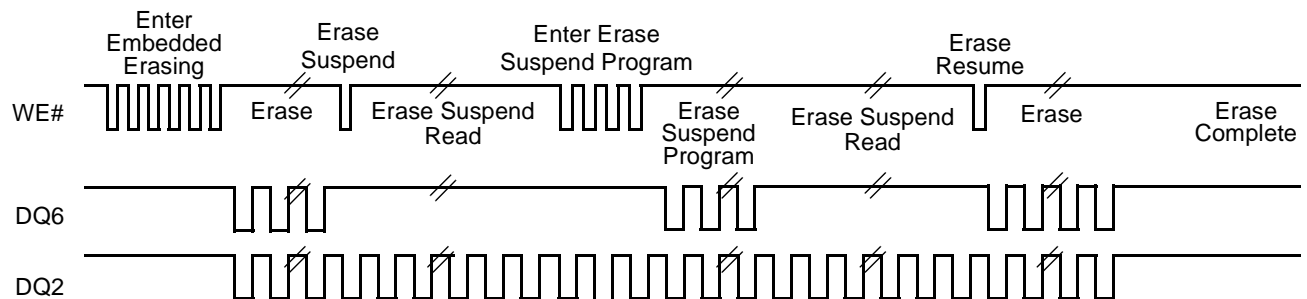 Enter
Embedded
Erasing
Erase
Suspend
Enter Erase
Suspend Program
Erase
Resume
WE#
Erase
Erase Suspend
Read
Erase
Suspend
Program
Erase Suspend
Read
Erase
Erase
Complete
DQ6
DQ2